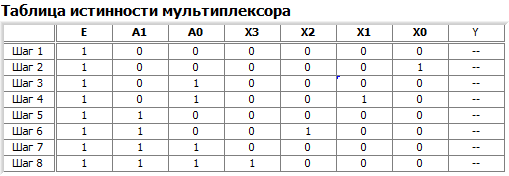 Таблица истинности мультиплексора
E A1 A0 X3 X2 X1 X0 Y
Шаг 1 1 0 0 0 0 0 0 --
Шаг 2 1 0 0 0 0 0 1 --
Шаг 3 1 0 1 0 0 0 0 --
Шаг 4 1 0 1 0 0 1 0 --
Шаг 5 1 1 0 0 0 0 0 --
Шаг 6 1 1 0 0 1 0 0 --
Шаг 7 1 1 1 0 0 0 0 --
Шаг 8 1 1 1 1 0 0 0 --